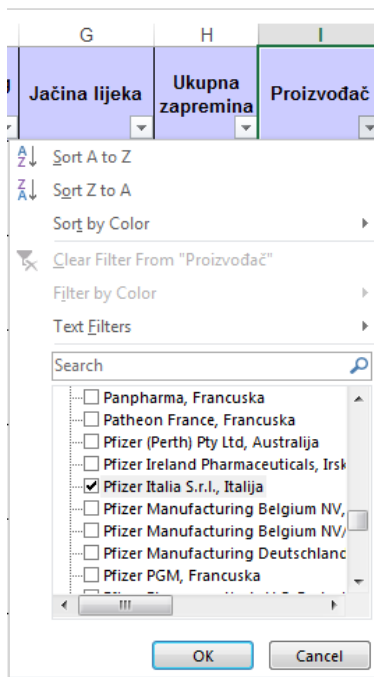 G H I
Jačina lijeka Ukupna zapremina Proizvođač
Sort A to Z
Sort Z to A
Sort by Color
Clear Filter From "Proizvođač"
Filter by Color
Text Filters
Search
Panpharma, Francuska
Patheon France, Francuska
Pfizer (Perth) Pty Ltd, Australija
Pfizer Ireland Pharmaceuticals, Irsk
Pfizer Italia S.r.l., Italija
Pfizer Manufacturing Belgium NV,
Pfizer Manufacturing Belgium NV/
Pfizer Manufacturing Deutschland
Pfizer PGM, Francuska
OK Cancel